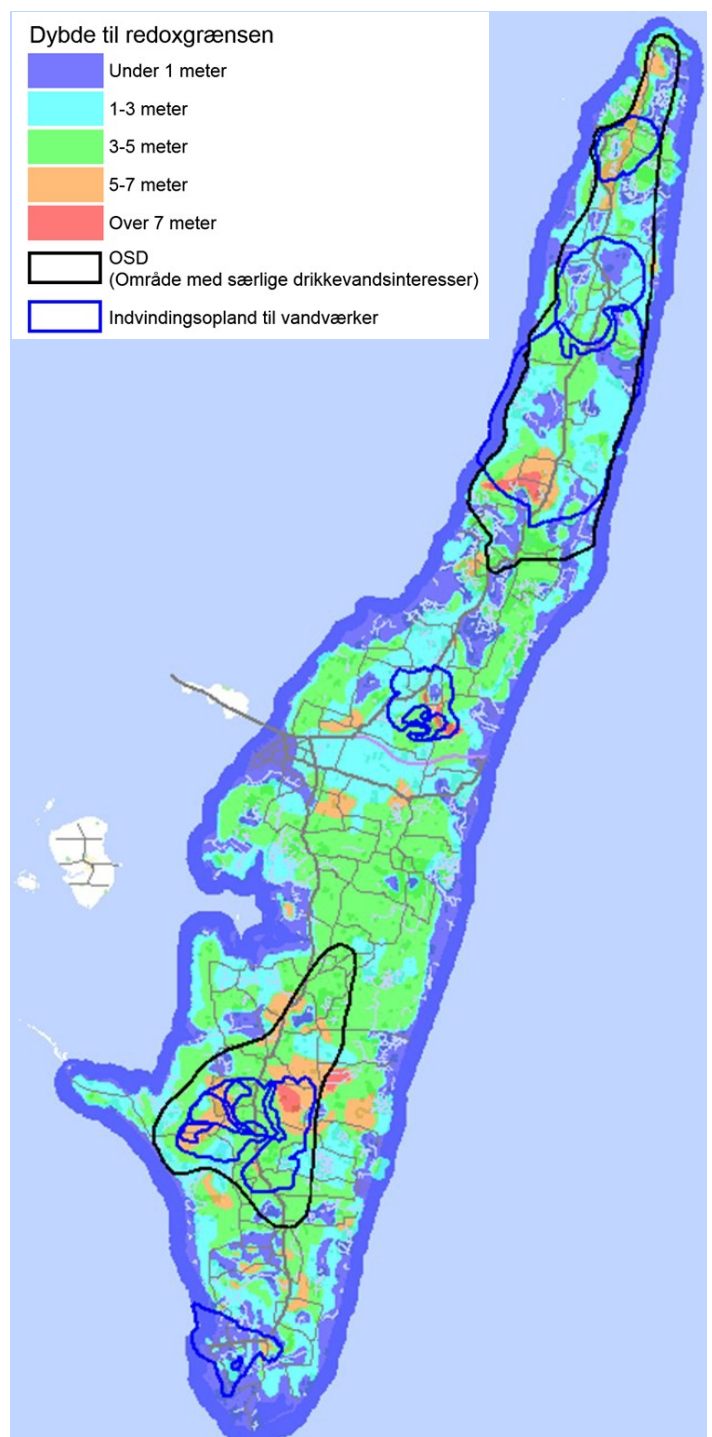 Dybde til redoxgrænsen
Under 1 meter
1-3 meter
3-5 meter
5-7 meter
Over 7 meter
OSD
(Område med særlige drikkevandsinteresser)
Indvindingsopland til vandværker